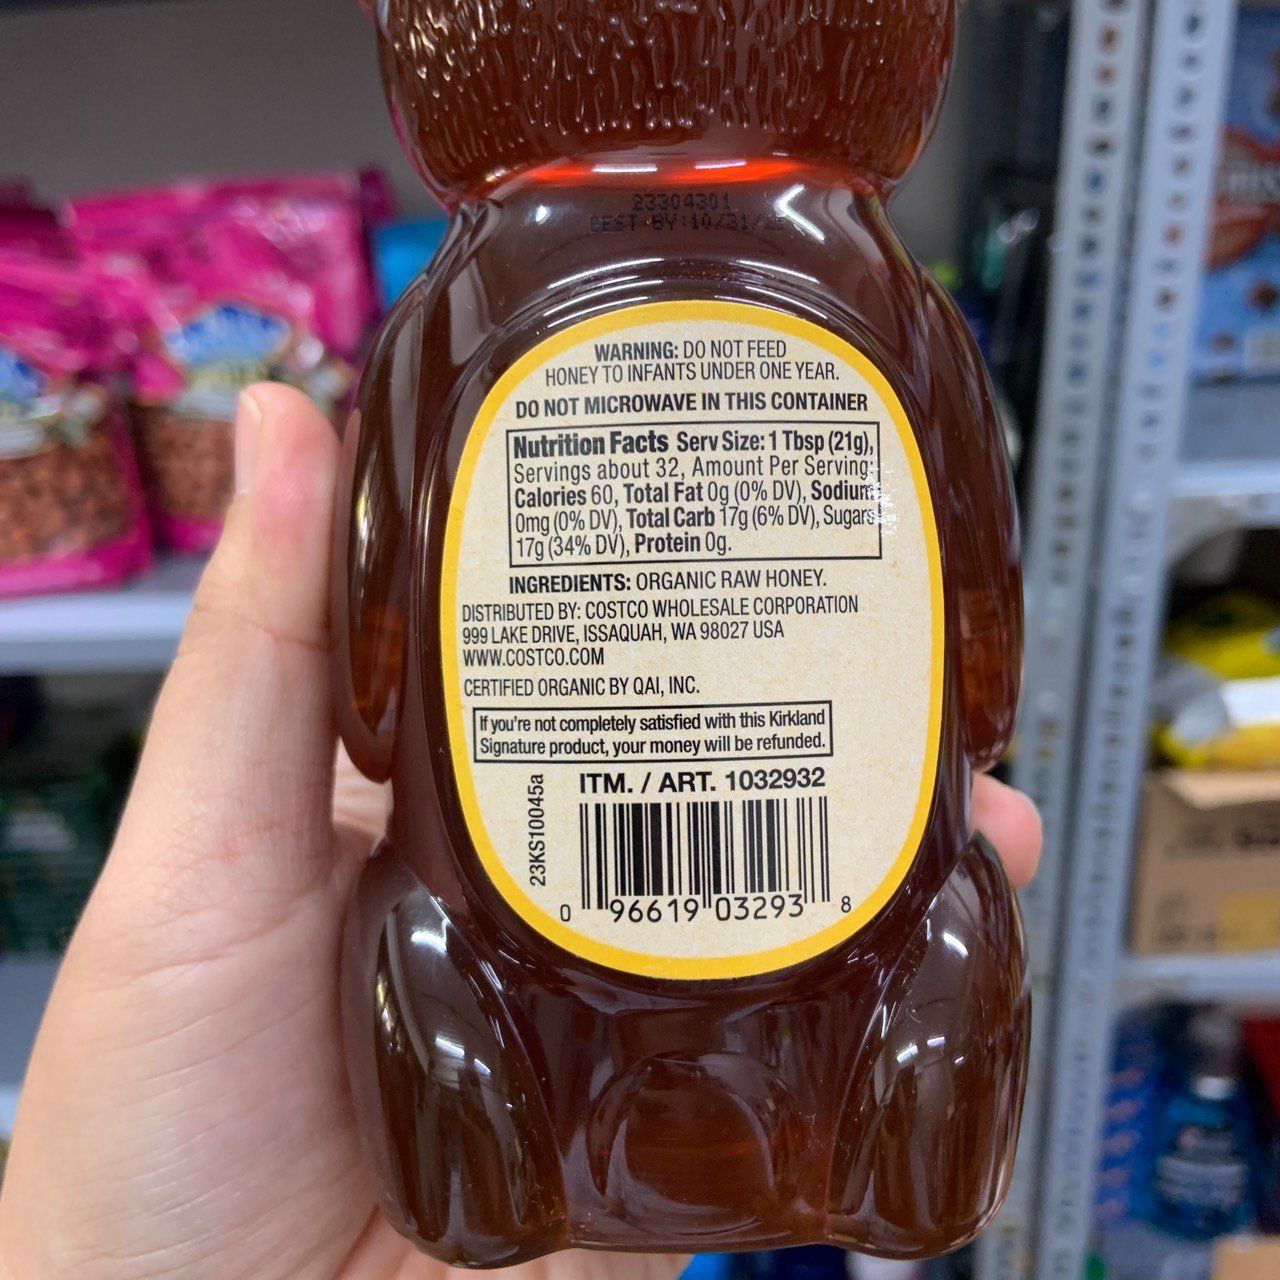 23304301
BEST BY:10/31/
WARNING: DO NOT FEED
HONEY TO INFANTS UNDER ONE YEAR.
DO NOT MICROWAVE IN THIS CONTAINER
Nutrition Facts Serv Size: 1 Tbsp (21g),
Servings about 32, Amount Per Serving:
Calories 60, Total Fat 0g (0% DV), Sodium
0mg (0% DV), Total Carb 17g (6% DV), Sugars
17g (34% DV), Protein 0g.
INGREDIENTS: ORGANIC RAW HONEY.
DISTRIBUTED BY: COSTCO WHOLESALE CORPORATION
999 LAKE DRIVE, ISSAQUAH, WA 98027 USA
WWW.COSTCO.COM
CERTIFIED ORGANIC BY QAI, INC.
If you're not completely satisfied with this Kirkland
Signature product, your money will be refunded.
ITM. / ART. 1032932
23KS10045a
0 96619 03293 8